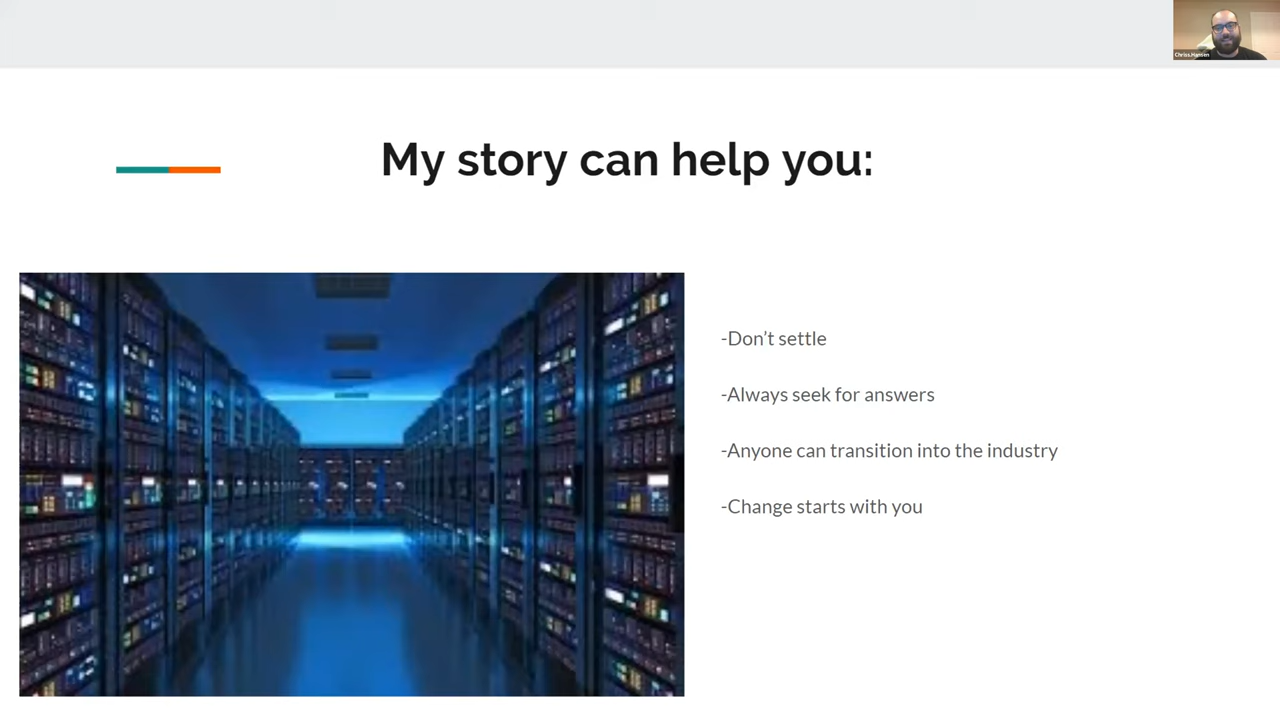 Chriss.Hansen
My story can help you:
-Don’t settle
-Always seek for answers
-Anyone can transition into the industry
-Change starts with you